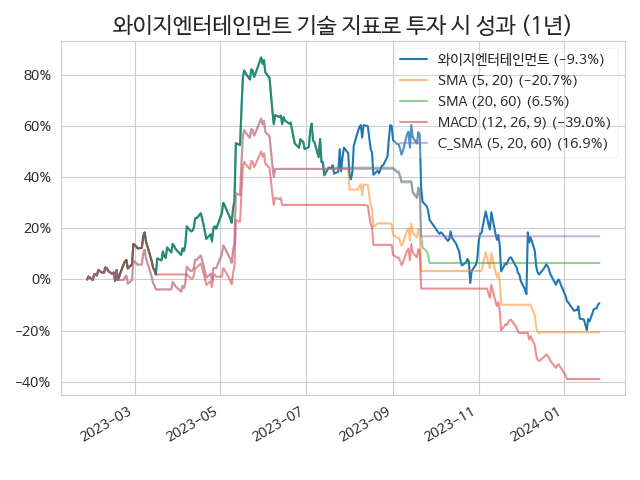 와이지엔터테인먼트 기술 지표로 투자 시 성과 (1년)
와이지엔터테인먼트 (-9.3%)
SMA (5, 20) (-20.7%)
SMA (20, 60) (6.5%)
MACD (12, 26, 9) (-39.0%)
C_SMA (5, 20, 60) (16.9%)
80%
60%
40%
20%
0%
-20%
-40%
2023-03
2023-05
2023-07
2023-09
2023-11
2024-01